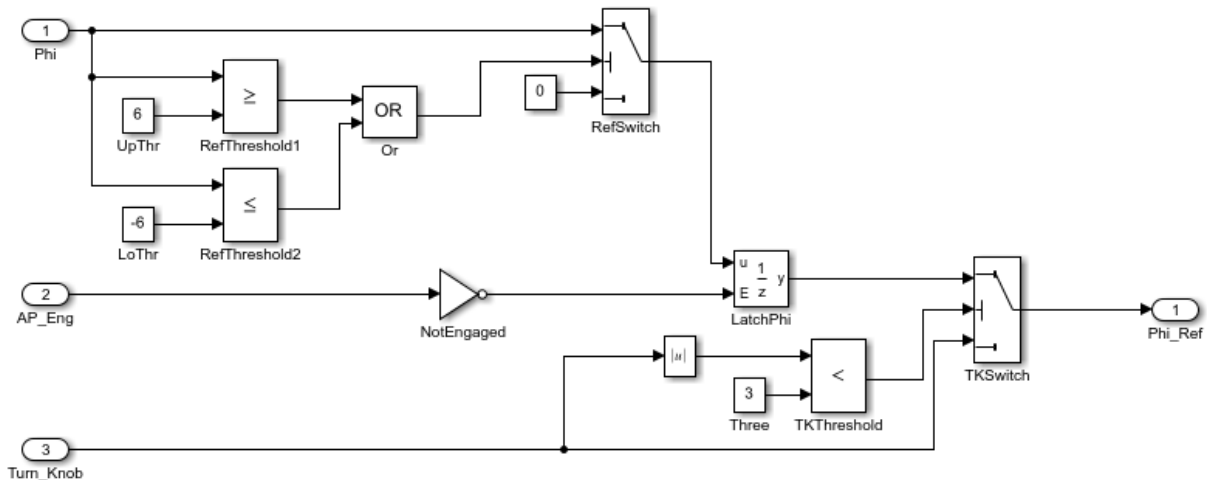 1
Phi
6
UpThr
≥
RefThreshold1
OR
Or
0
RefSwitch
-6
LoThr
≤
RefThreshold2
2
AP_Eng
NotEngaged
u
E
1
z
y
LatchPhi
TKSwitch
1
Phi_Ref
|u|
3
Three
<
TKThreshold
3
Turn_Knob